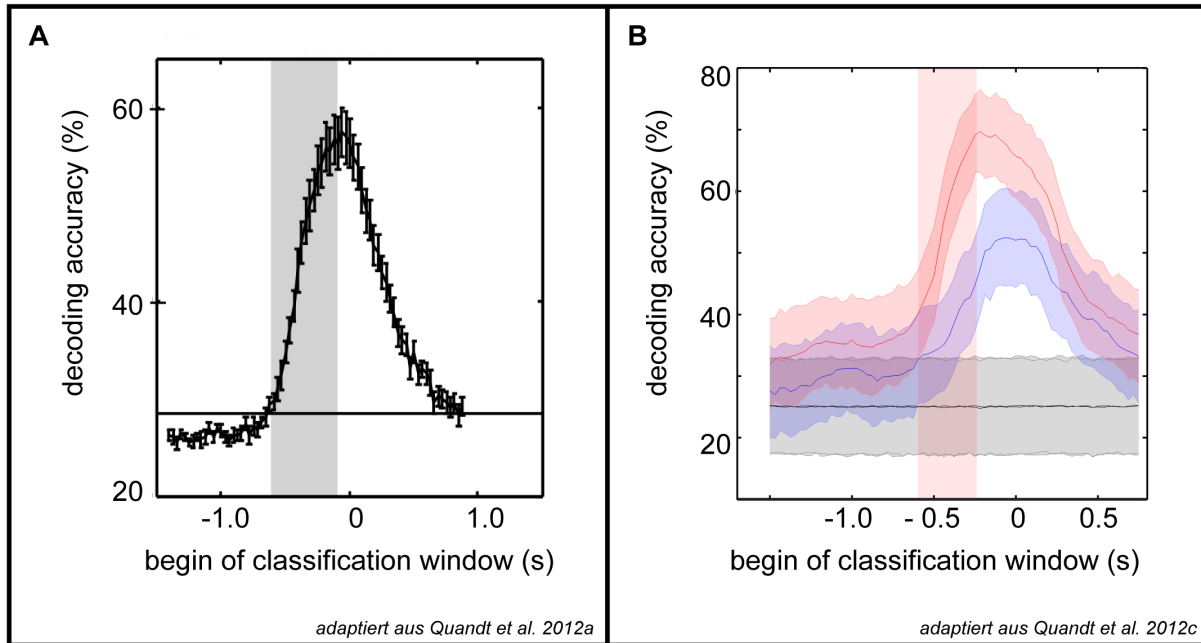 A
decoding accuracy (%)
60
40
20
-1.0
0
1.0
begin of classification window (s)
adaptiert aus Quandt et al. 2012a
B
decoding accuracy (%)
80
60
40
20
-1.0
- 0.5
0
0.5
begin of classification window (s)
adaptiert aus Quandt et al. 2012c